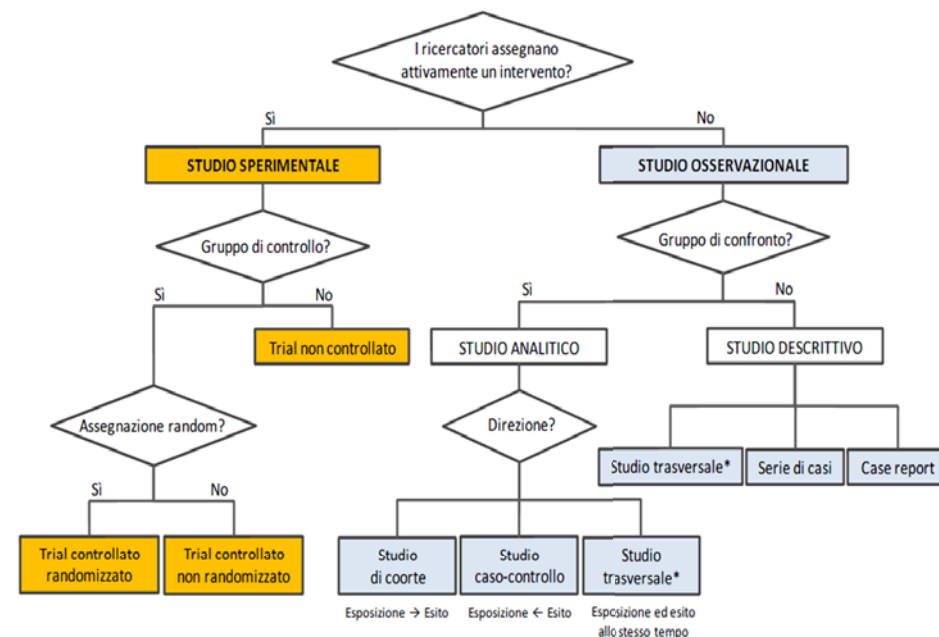 I ricercatori assegnano
attivamente un intervento?
Sì
No
STUDIO SPERIMENTALE
STUDIO OSSERVAZIONALE
Gruppo di controllo?
Gruppo di confronto?
Sì
No
Sì
No
Trial non controllato
STUDIO ANALITICO
STUDIO DESCRITTIVO
Assegnazione random?
Direzione?
Studio trasversale*
Serie di casi
Case report
Sì
No
Trial controllato
randomizzato
Trial controllato
non randomizzato
Studio
di coorte
Studio
caso-controllo
Studio
trasversale*
Esposizione → Esito
Esposizione ← Esito
Esposizione ed esito
allo stesso tempo